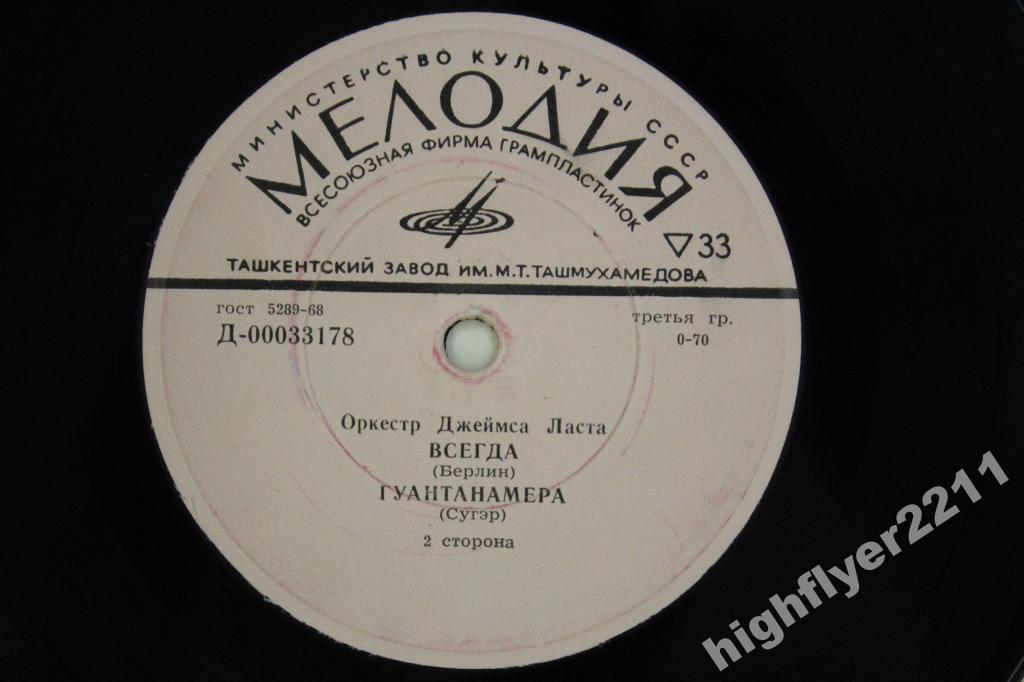 МИНИСТЕРСТВО КУЛЬТУРЫ СССР
МЕЛОДИЯ
ВСЕСОЮЗНАЯ ФИРМА ГРАМПЛАСТИНОК
▽33
ТАШКЕНТСКИЙ ЗАВОД ИМ. М. Т. ТАШМУХАМЕДОВА
гост 5289-68
Д-00033178
третья гр.
0-70
Оркестр Джеймса Ласта
ВСЕГДА
(Берлин)
ГУАНТАНАМЕРА
(Сугэр)
2 сторона
highflyer2211